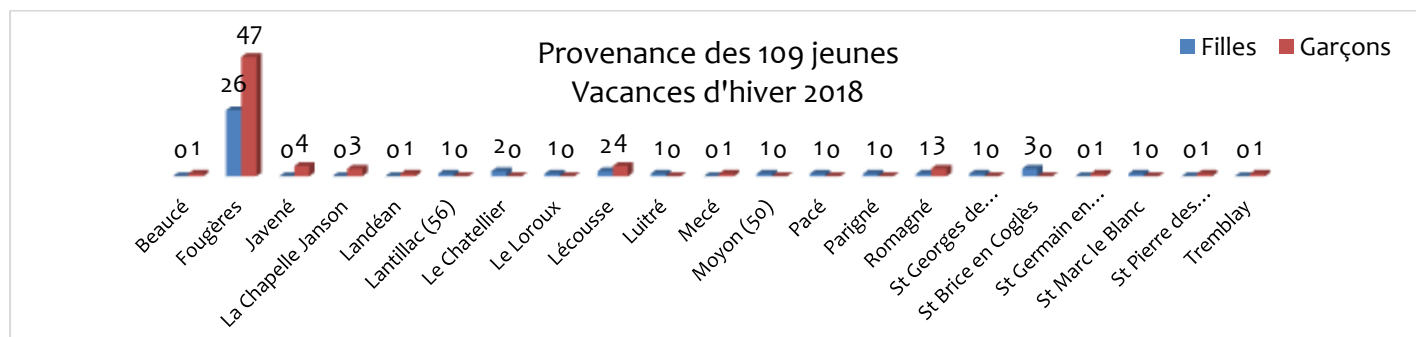 Provenance des 109 jeunes
Vacances d'hiver 2018
Filles
Garçons
0 1
26 47
0 4
0 3
0 1
1 0
2 0
1 0
2 4
1 0
0 1
1 0
1 0
1 0
1 3
1 0
3 0
0 1
1 0
0 1
0 1
Beaucé
Fougères
Javené
La Chapelle Janson
Landéan
Lantillac (56)
Le Chatellier
Le Loroux
Lécousse
Luitré
Mecé
Moyon (50)
Pacé
Parigné
Romagné
St Georges de...
St Brice en Coglès
St Germain en...
St Marc le Blanc
St Pierre des...
Tremblay